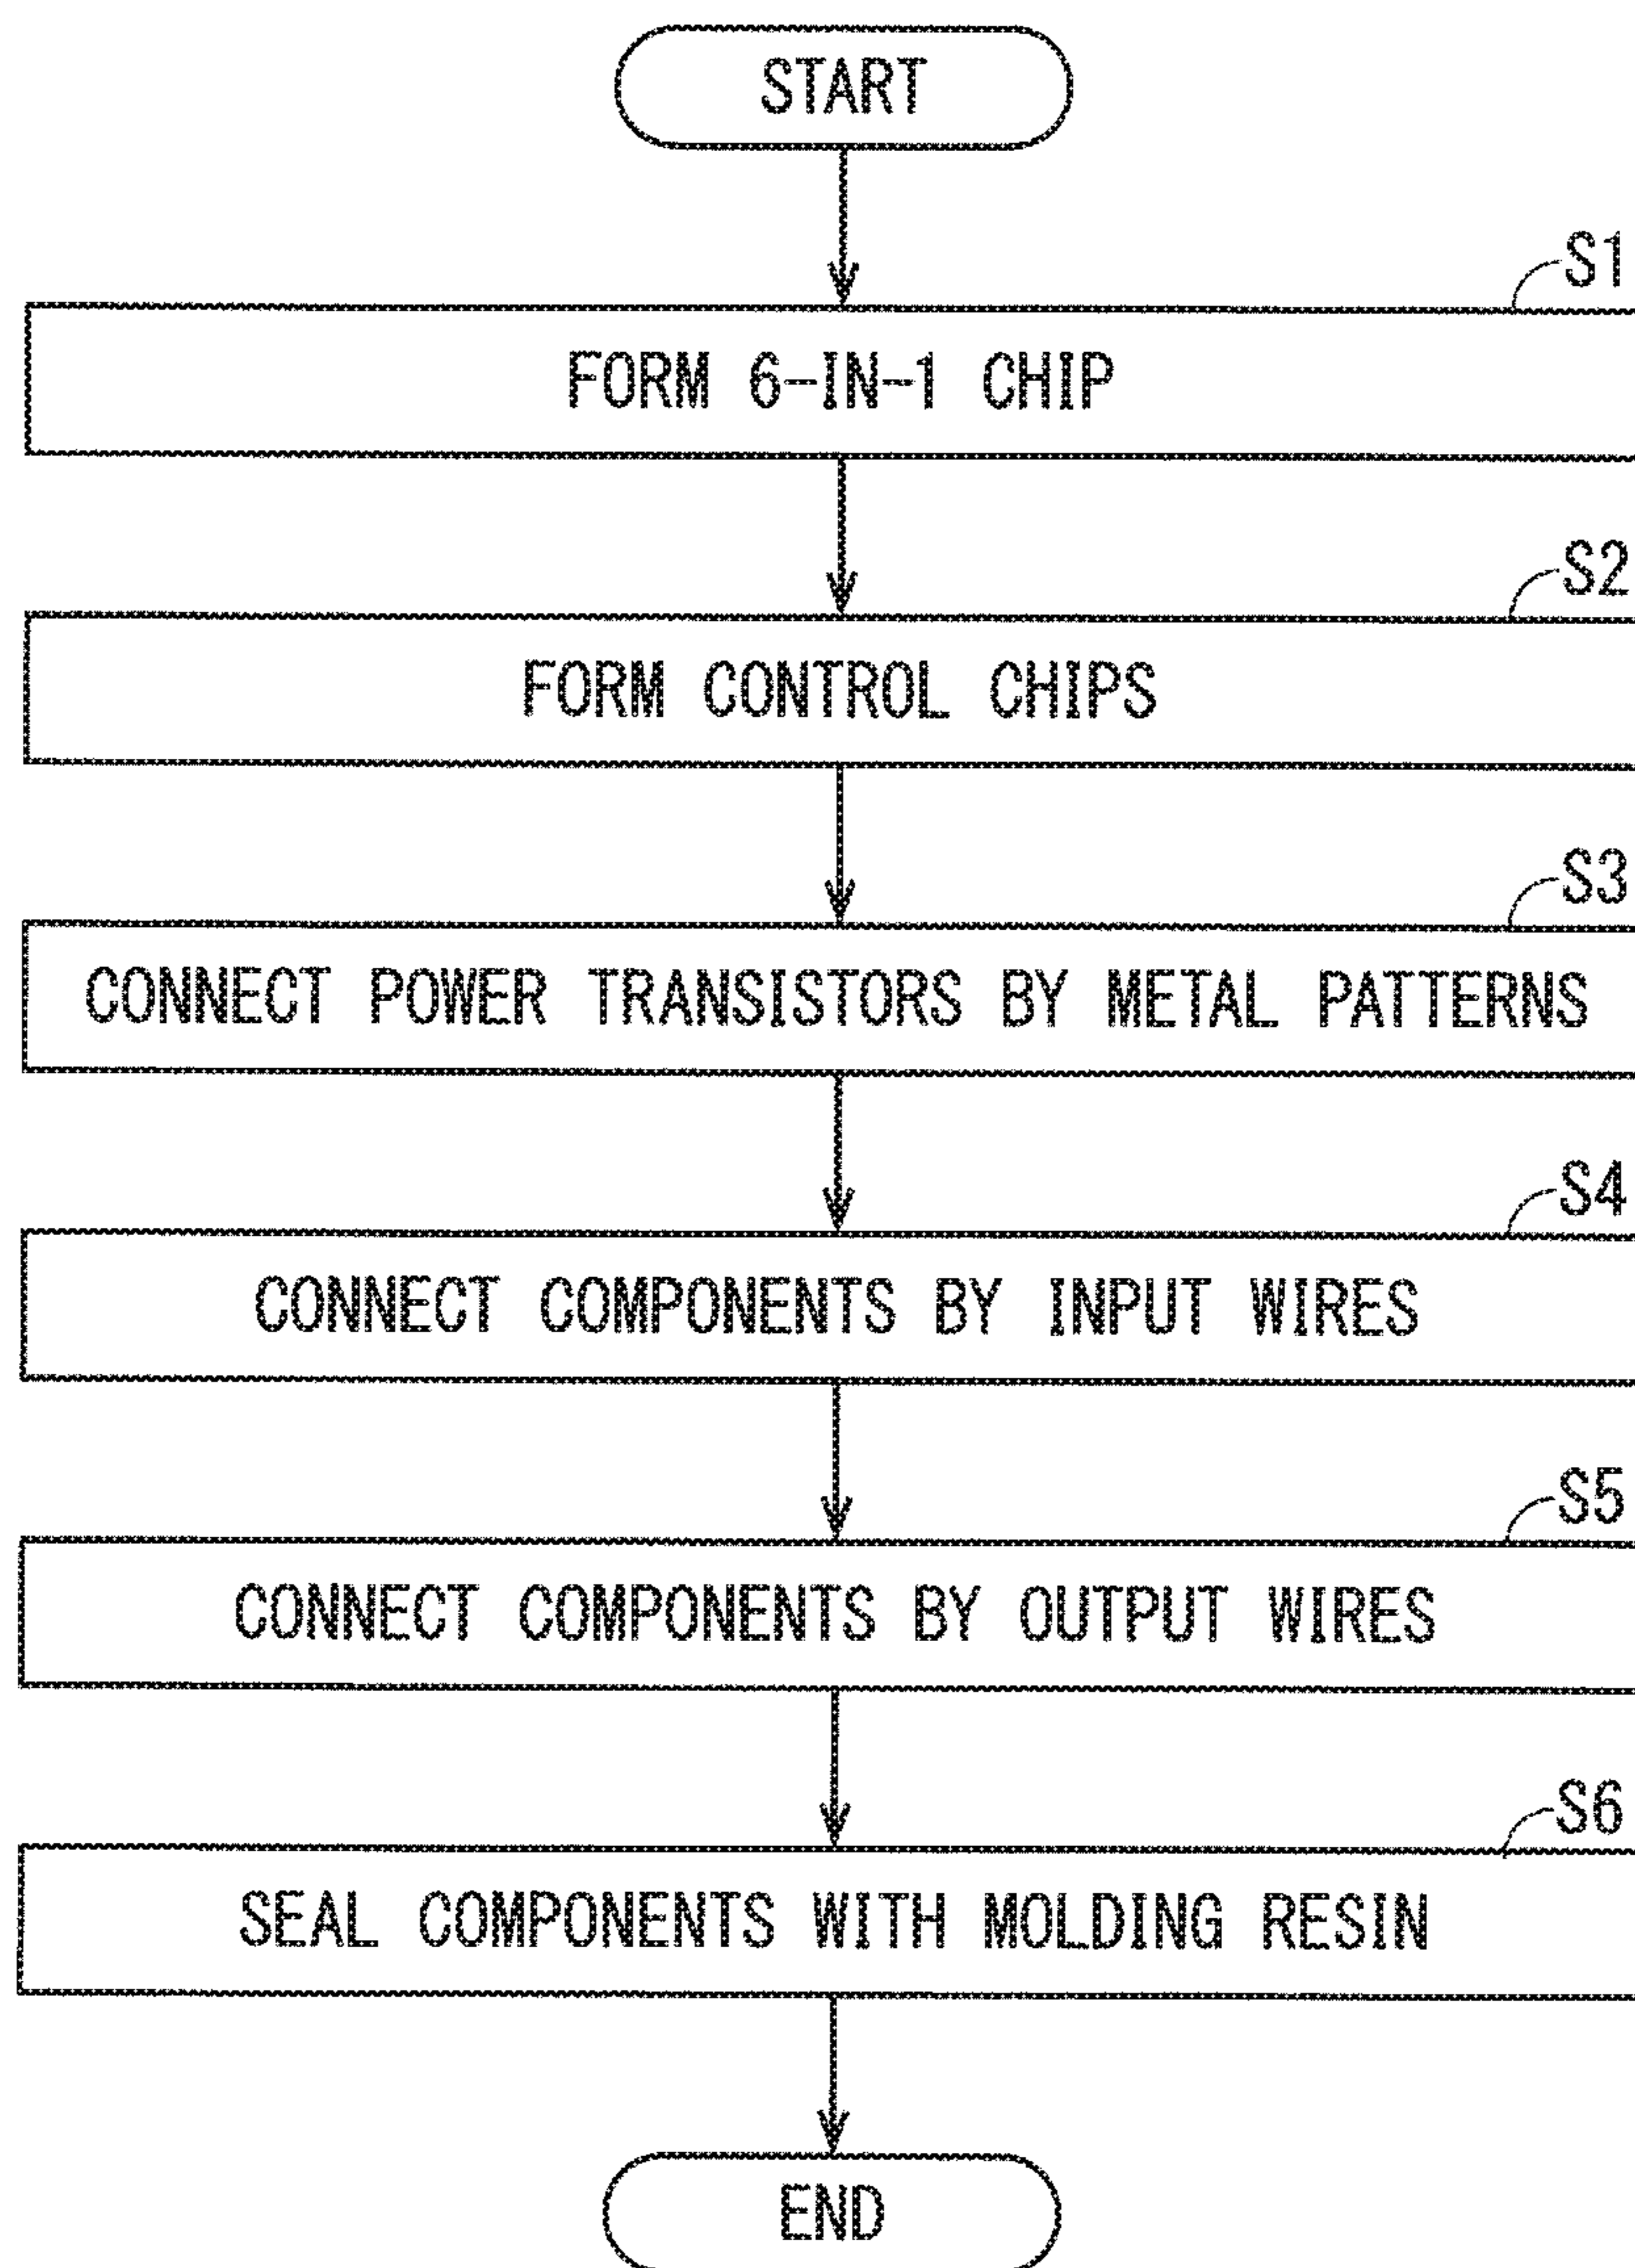 START
S1
FORM 6-IN-1 CHIP
S2
FORM CONTROL CHIPS
S3
CONNECT POWER TRANSISTORS BY METAL PATTERNS
S4
CONNECT COMPONENTS BY INPUT WIRES
S5
CONNECT COMPONENTS BY OUTPUT WIRES
S6
SEAL COMPONENTS WITH MOLDING RESIN
END